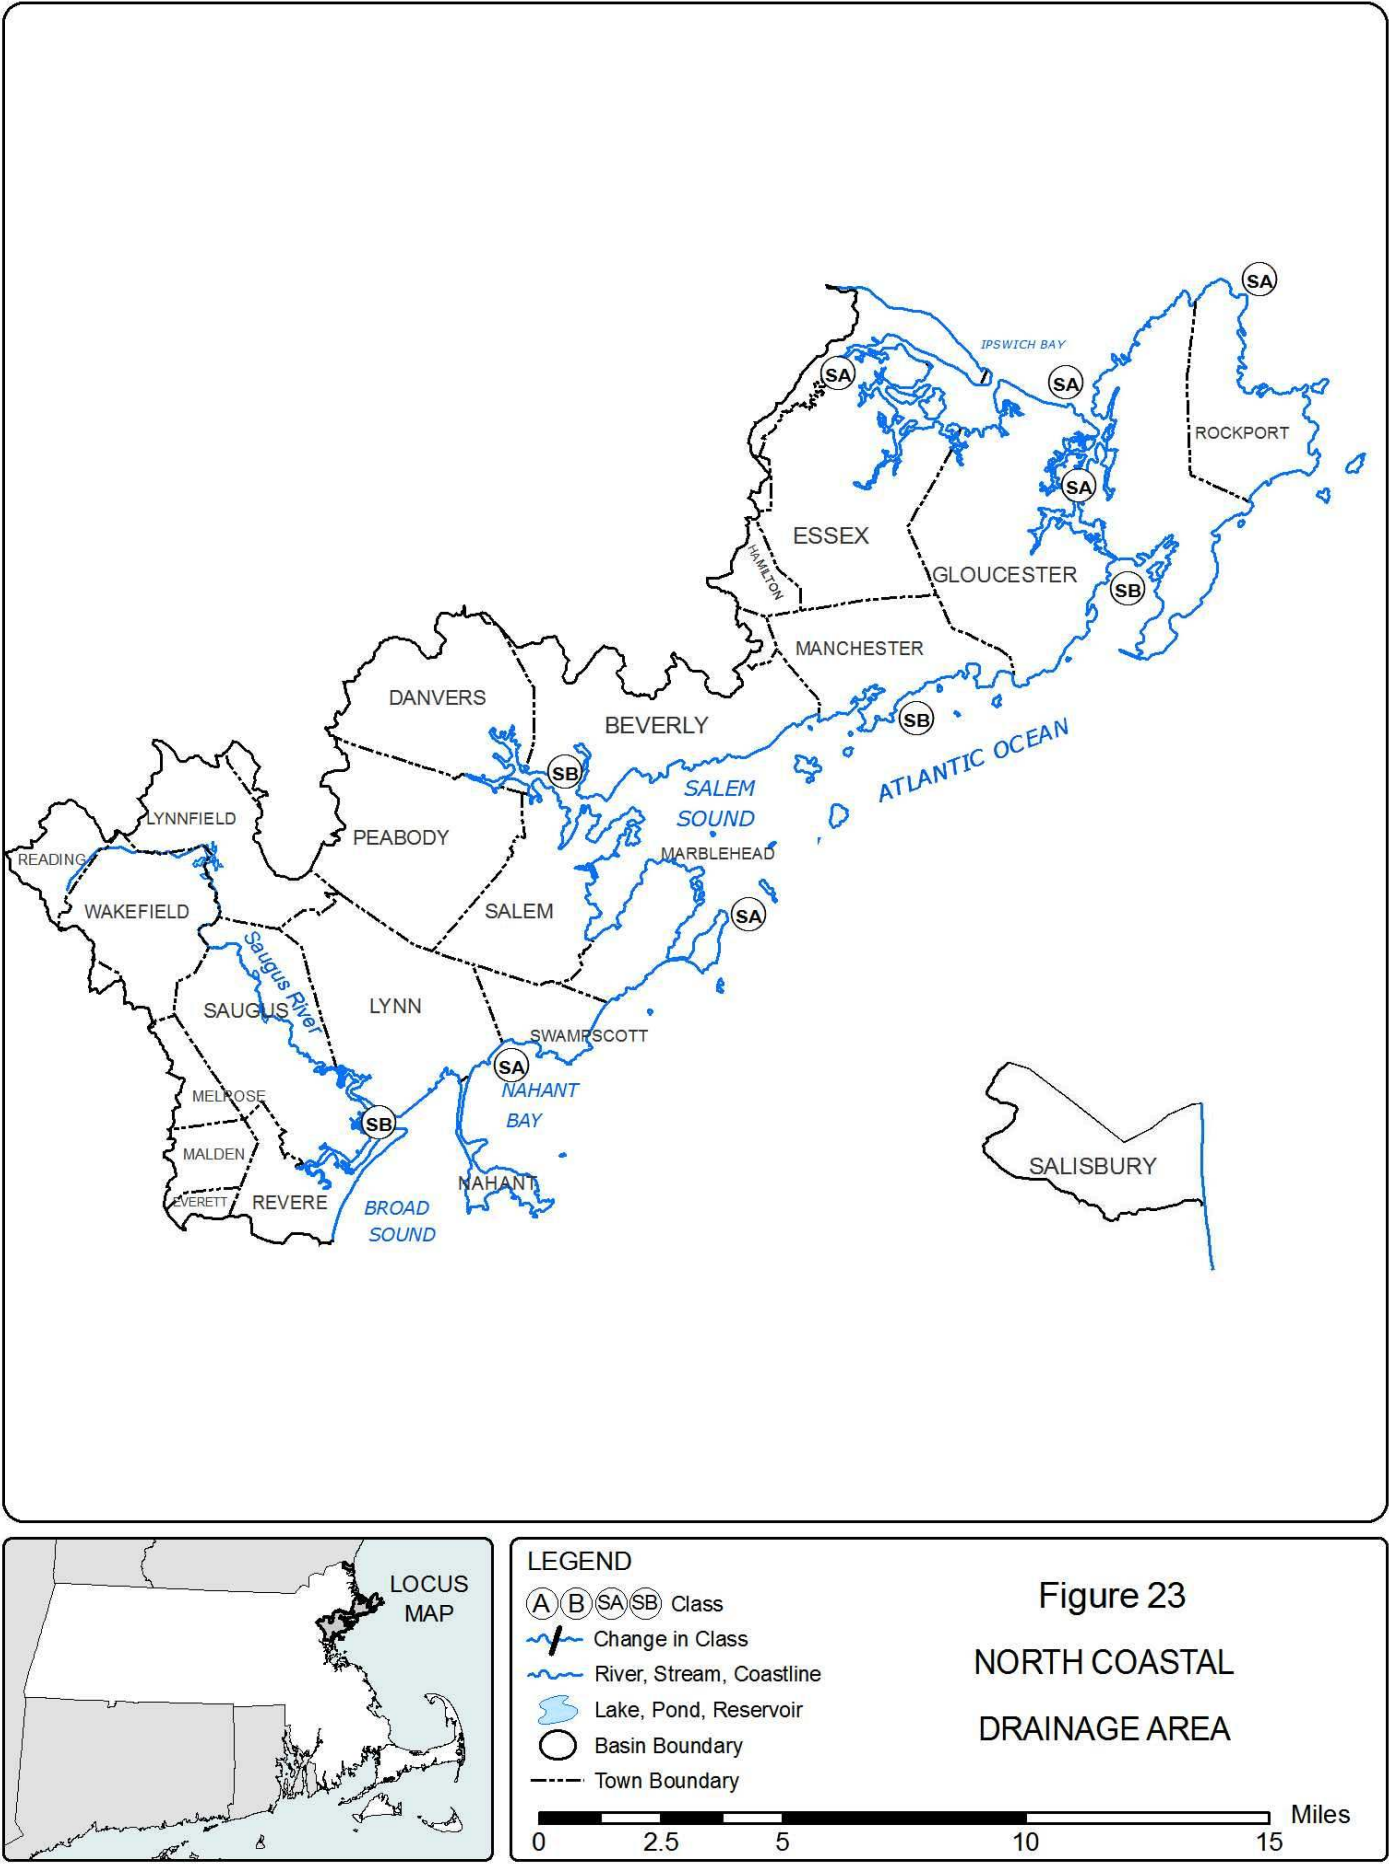 SA
IPSWICH BAY
SA
SA
ROCKPORT
SA
ESSEX
HAMILTON
GLOUCESTER
SB
MANCHESTER
DANVERS
BEVERLY
SB
ATLANTIC OCEAN
SB
SALEM
SOUND
LYNNFIELD
PEABODY
MARBLEHEAD
READING
WAKEFIELD
SALEM
SA
Saugus River
SAUGUS
LYNN
SWAMPSCOTT
SA
NAHANT
BAY
MELROSE
SB
MALDEN
SALISBURY
NAHANT
EVERETT
REVERE
BROAD
SOUND
LOCUS
MAP
LEGEND
A B SA SB Class
Change in Class
River, Stream, Coastline
Lake, Pond, Reservoir
Basin Boundary
Town Boundary
Figure 23
NORTH COASTAL
DRAINAGE AREA
Miles
0 2.5 5 10 15